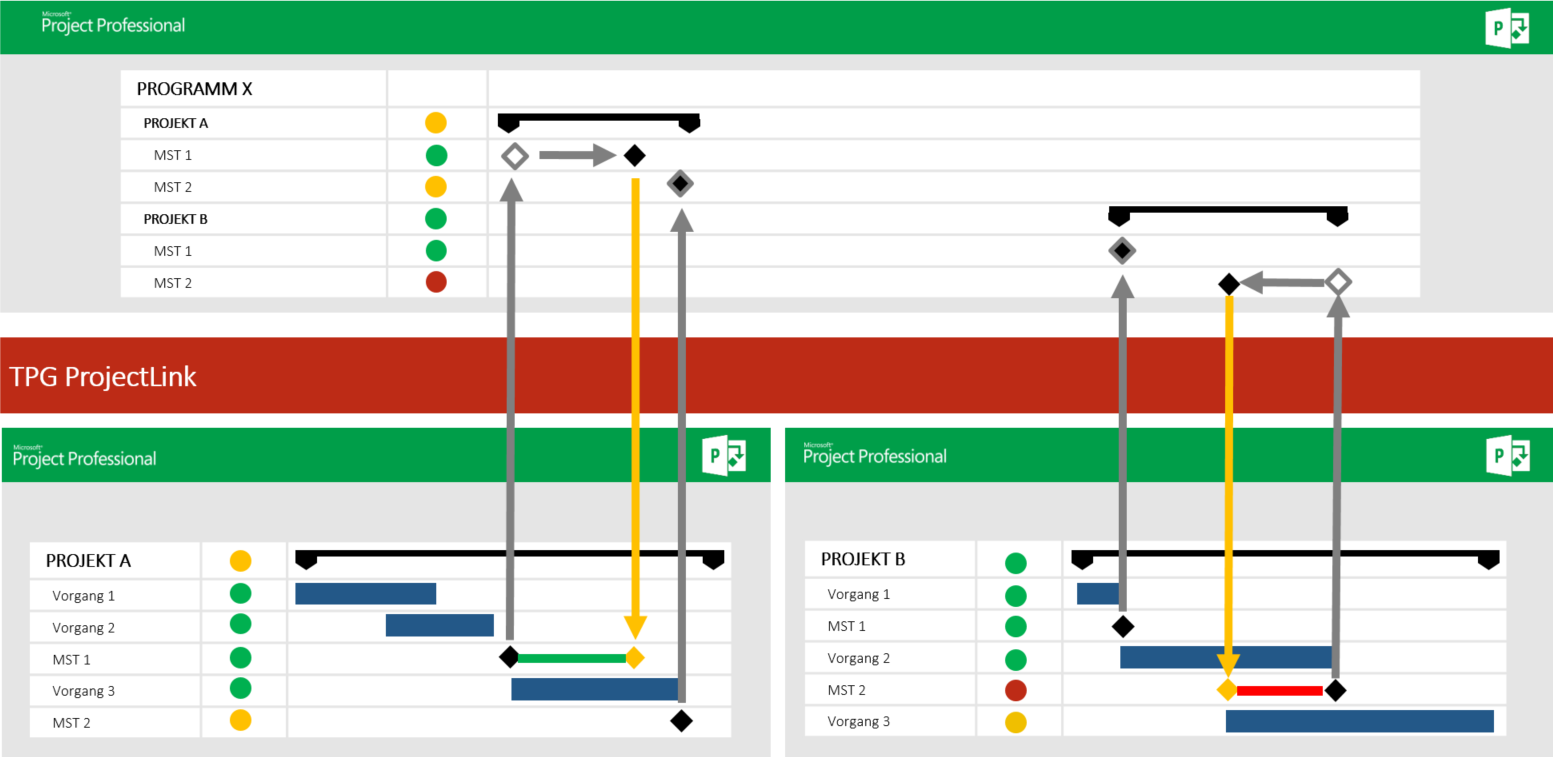 Microsoft®
Project Professional
P
PROGRAMM X
PROJEKT A
MST 1
MST 2
PROJEKT B
MST 1
MST 2
TPG ProjectLink
Microsoft®
Project Professional
P
PROJEKT A
Vorgang 1
Vorgang 2
MST 1
Vorgang 3
MST 2
Microsoft®
Project Professional
P
PROJEKT B
Vorgang 1
MST 1
Vorgang 2
MST 2
Vorgang 3